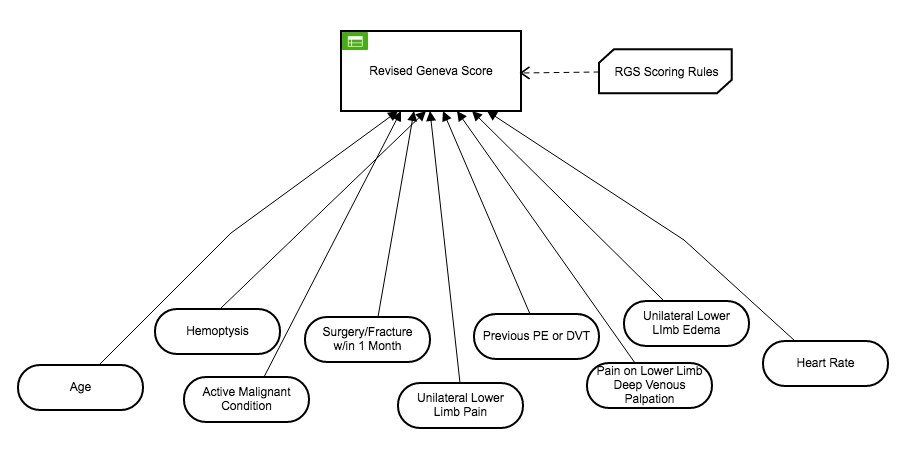 Revised Geneva Score
RGS Scoring Rules
Hemoptysis
Surgery/Fracture
w/in 1 Month
Previous PE or DVT
Unilateral Lower
LImb Edema
Age
Active Malignant
Condition
Unilateral Lower
Limb Pain
Pain on Lower Limb
Deep Venous
Palpation
Heart Rate